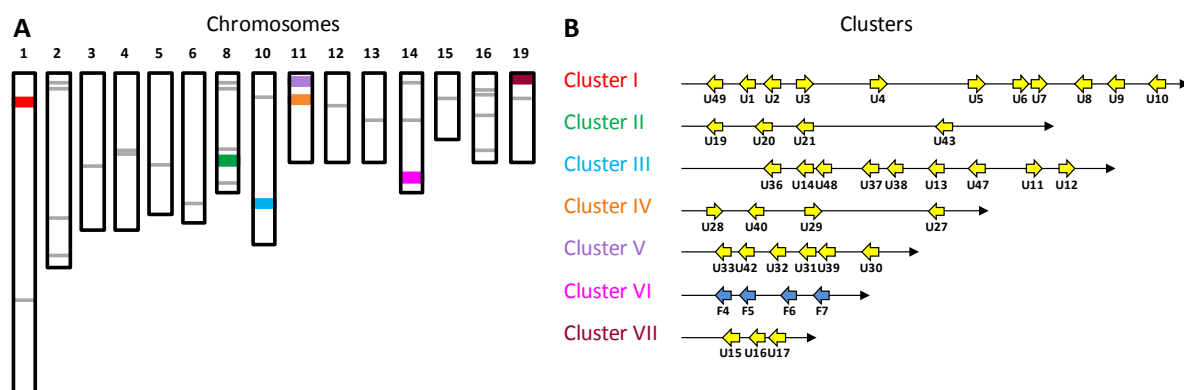 A
Chromosomes
1 2 3 4 5 6 8 10 11 12 13 14 15 16 19
B
Clusters
Cluster I
U49 U1 U2 U3 U4 U5 U6 U7 U8 U9 U10
Cluster II
U19 U20 U21 U43
Cluster III
U36 U14 U48 U37 U38 U13 U47 U11 U12
Cluster IV
U28 U40 U29 U27
Cluster V
U33 U42 U32 U31 U39 U30
Cluster VI
F4 F5 F6 F7
Cluster VII
U15 U16 U17